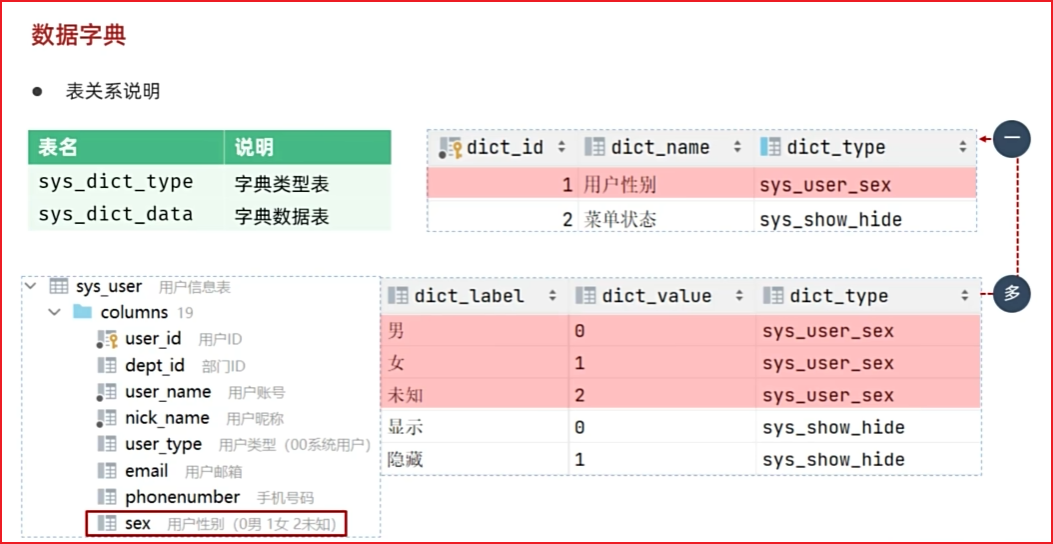 数据字典
● 表关系说明
表名 说明
sys_dict_type 字典类型表
sys_dict_data 字典数据表
dict_id dict_name dict_type
1 用户性别 sys_user_sex
2 菜单状态 sys_show_hide
一
多
sys_user 用户信息表
columns 19
user_id 用户ID
dept_id 部门ID
user_name 用户账号
nick_name 用户昵称
user_type 用户类型（00系统用户）
email 用户邮箱
phonenumber 手机号码
sex 用户性别（0男 1女 2未知）
dict_label dict_value dict_type
男 0 sys_user_sex
女 1 sys_user_sex
未知 2 sys_user_sex
显示 0 sys_show_hide
隐藏 1 sys_show_hide